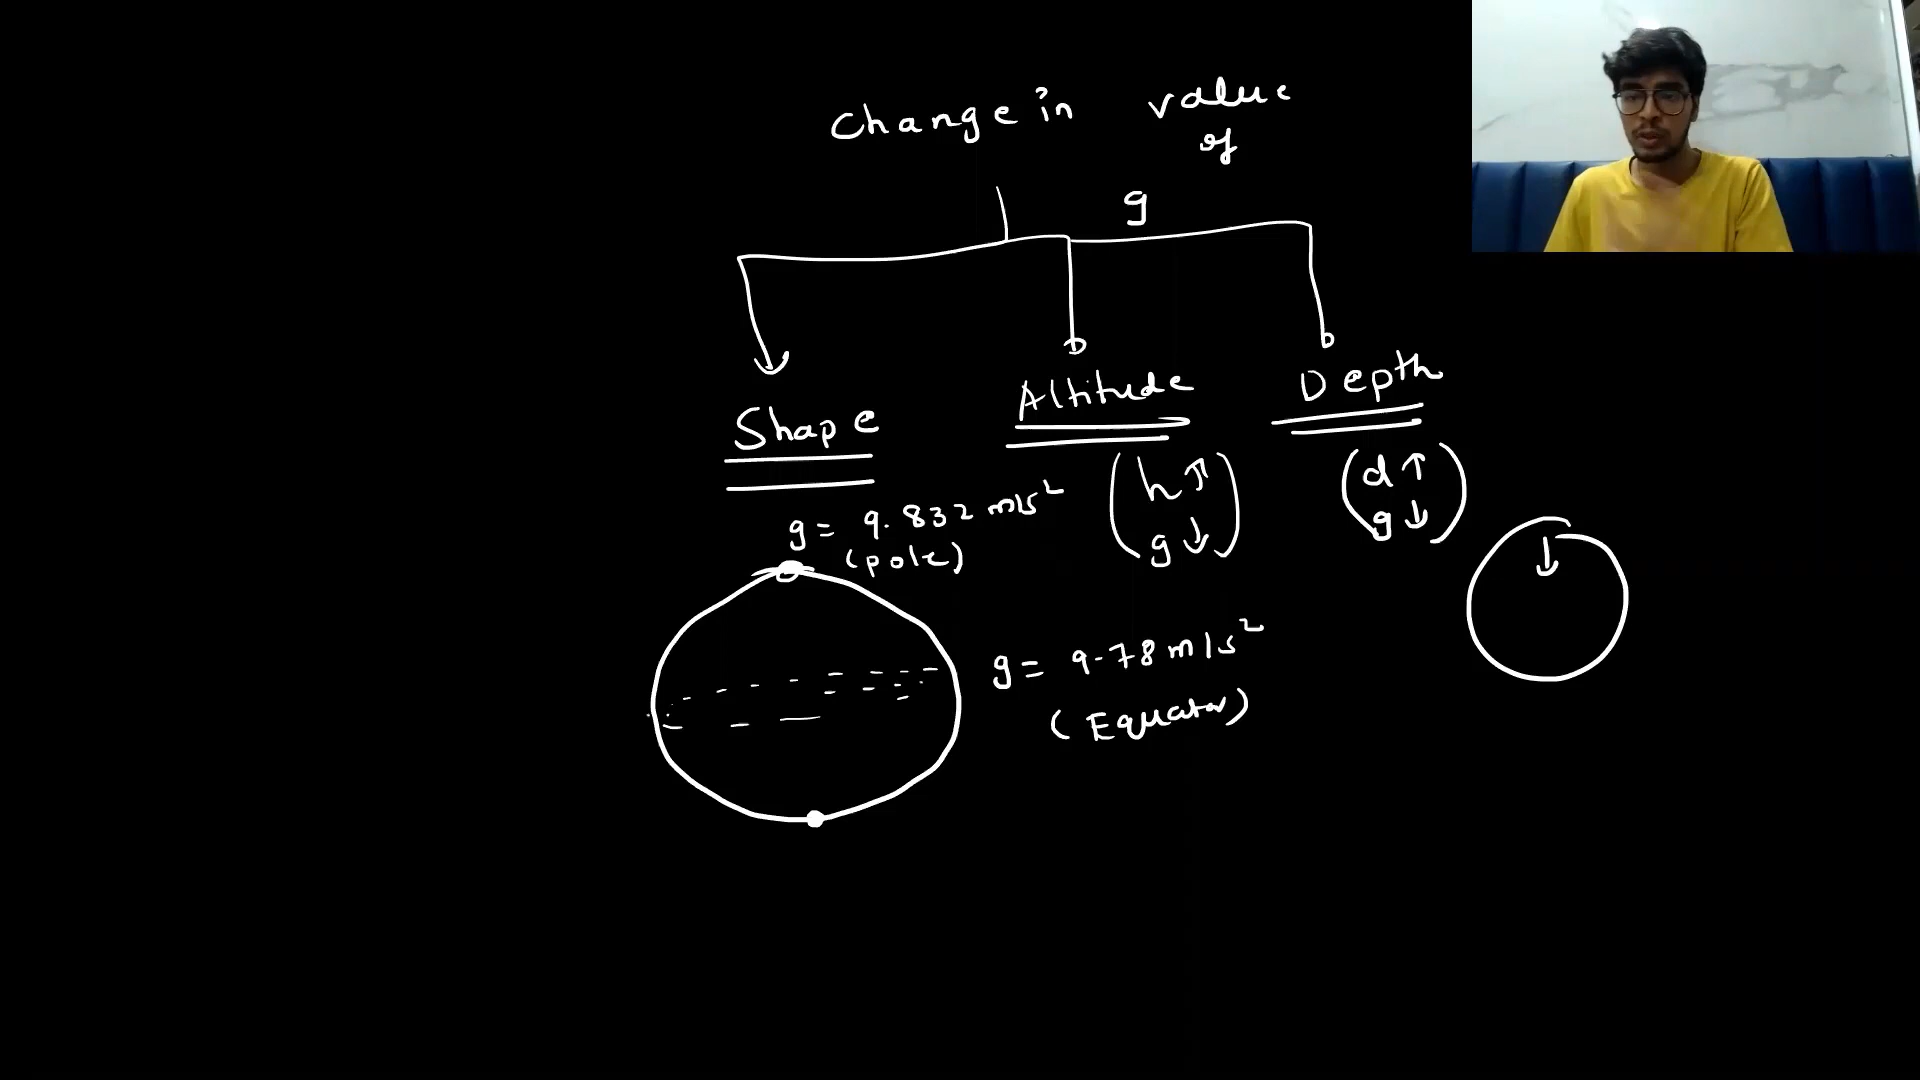 Change in value
of
g
Shape
Altitude
Depth
g = 9.832 m/s²
(pole)
h↑
g↓
d↑
g↓
g = 9.78 m/s²
(Equator)